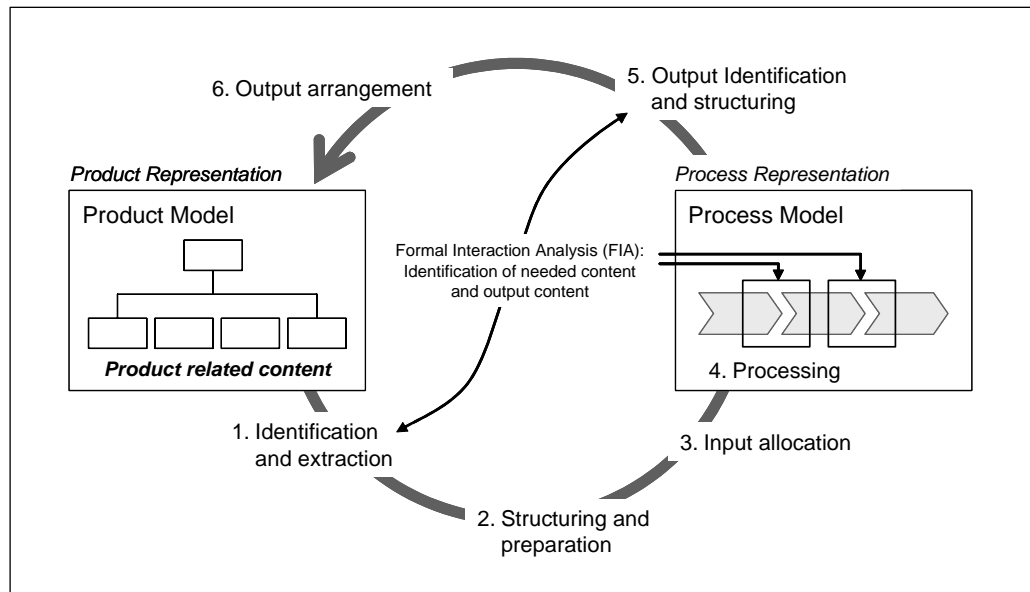 6. Output arrangement
5. Output Identification
and structuring
Product Representation
Process Representation
Product Model
Process Model
Formal Interaction Analysis (FIA):
Identification of needed content
and output content
Product related content
4. Processing
1. Identification
and extraction
3. Input allocation
2. Structuring and
preparation